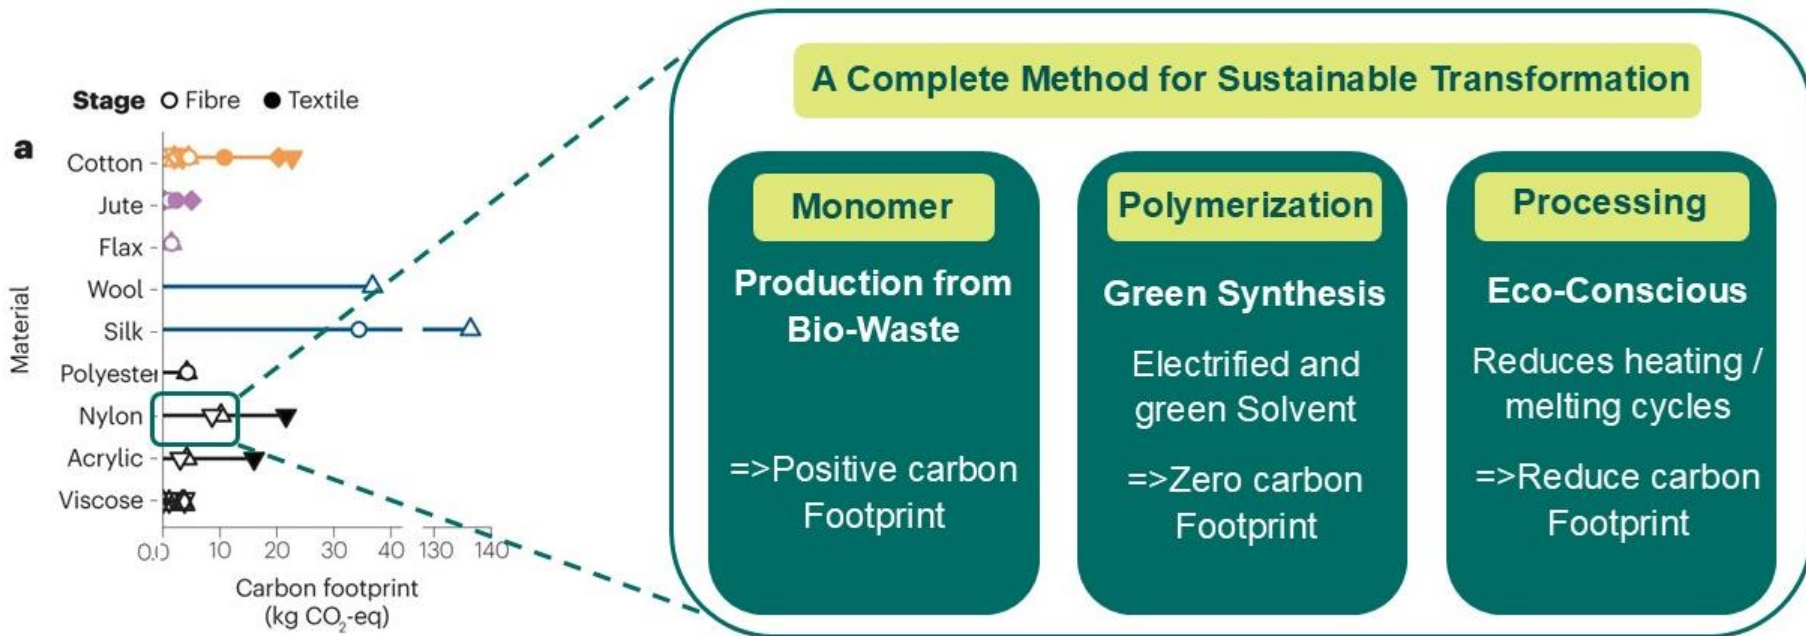 Stage Fibre Textile
a
Cotton
Jute
Flax
Wool
Silk
Polyester
Nylon
Acrylic
Viscose
Material
0.0 10 20 30 40 130 140
Carbon footprint
(kg CO₂-eq)
A Complete Method for Sustainable Transformation
Monomer
Production from
Bio-Waste
=>Positive carbon
Footprint
Polymerization
Green Synthesis
Electrified and
green Solvent
=>Zero carbon
Footprint
Processing
Eco-Conscious
Reduces heating /
melting cycles
=>Reduce carbon
Footprint